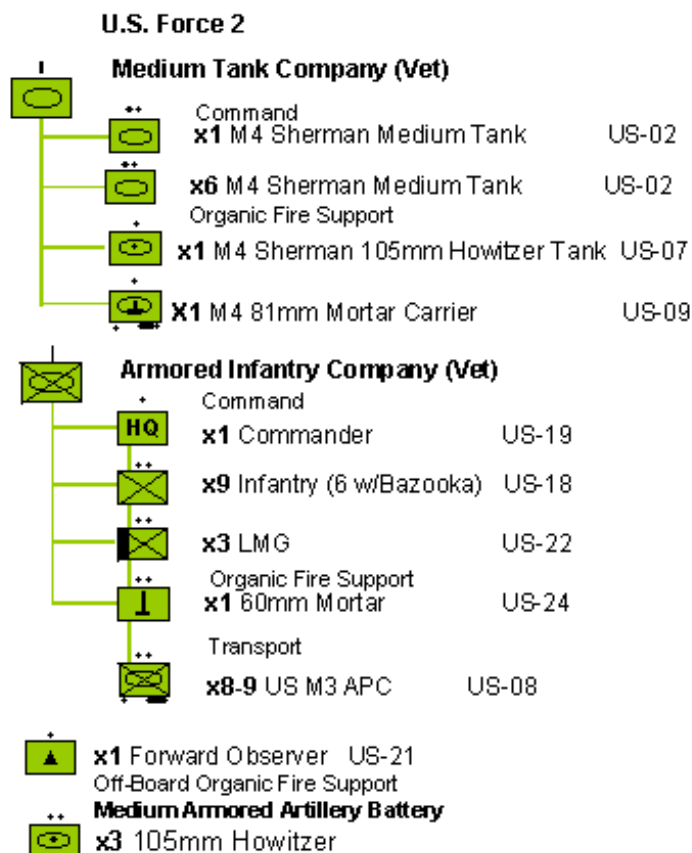 U.S. Force 2
Medium Tank Company (Vet)
Command
x1 M4 Sherman Medium Tank US-02
x6 M4 Sherman Medium Tank US-02
Organic Fire Support
x1 M4 Sherman 105mm Howitzer Tank US-07
X1 M4 81mm Mortar Carrier US-09
Armored Infantry Company (Vet)
Command
HQ x1 Commander US-19
x9 Infantry (6 w/Bazooka) US-18
x3 LMG US-22
Organic Fire Support
x1 60mm Mortar US-24
Transport
x8-9 US M3 APC US-08
x1 Forward Observer US-21
Off-Board Organic Fire Support
Medium Armored Artillery Battery
x3 105mm Howitzer